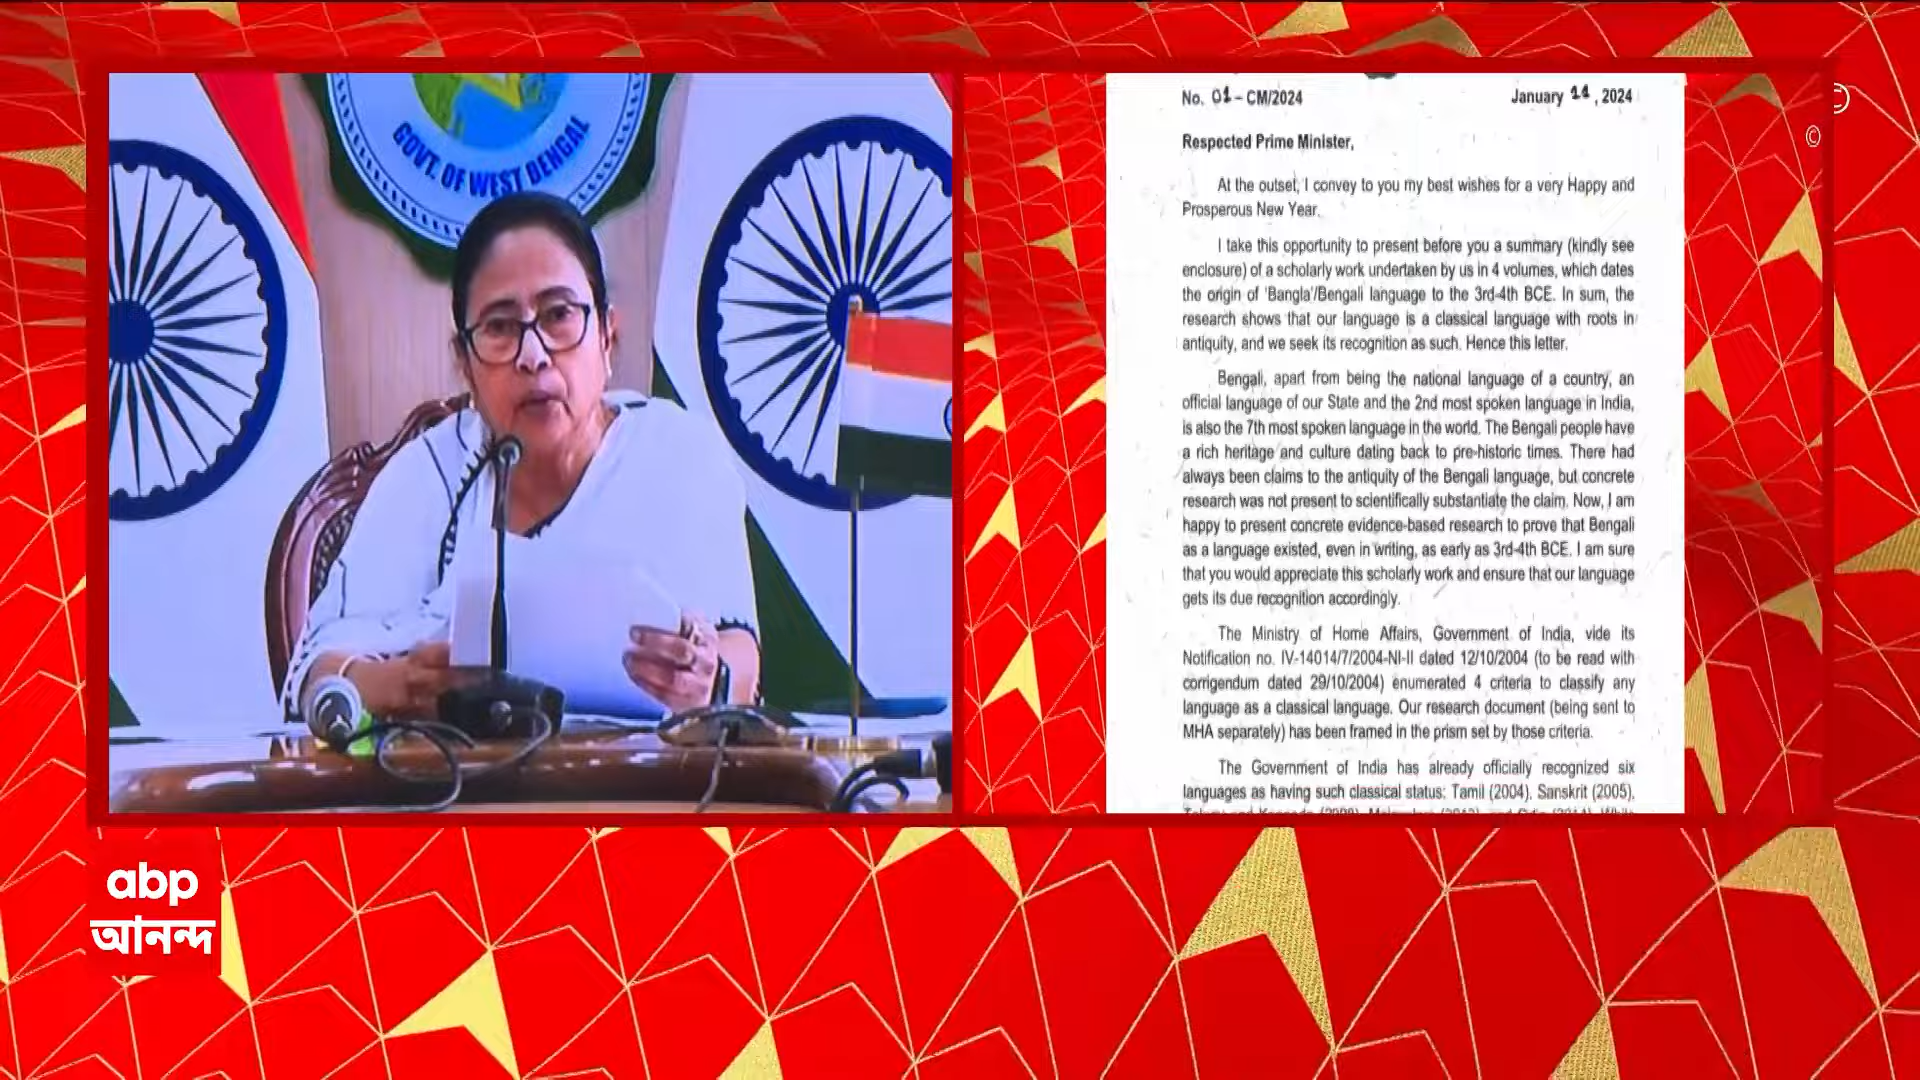 GOVT. OF WEST BENGAL
No. 01 - CM/2024
January 11, 2024
Respected Prime Minister,
At the outset, I convey to you my best wishes for a very Happy and
Prosperous New Year.
I take this opportunity to present before you a summary (kindly see
enclosure) of a scholarly work undertaken by us in 4 volumes, which dates
the origin of 'Bangla'/Bengali language to the 3rd-4th BCE. In sum, the
research shows that our language is a classical language with roots in
antiquity, and we seek its recognition as such. Hence this letter.
Bengali, apart from being the national language of a country, an
official language of our State and the 2nd most spoken language in India,
is also the 7th most spoken language in the world. The Bengali people have
a rich heritage and culture dating back to pre-historic times. There had
always been claims to the antiquity of the Bengali language, but concrete
research was not present to scientifically substantiate the claim. Now, I am
happy to present concrete evidence-based research to prove that Bengali
as a language existed, even in writing, as early as 3rd-4th BCE. I am sure
that you would appreciate this scholarly work and ensure that our language
gets its due recognition accordingly.
The Ministry of Home Affairs, Government of India, vide its
Notification no. IV-14014/7/2004-NI-II dated 12/10/2004 (to be read with
corrigendum dated 29/10/2004) enumerated 4 criteria to classify any
language as a classical language. Our research document (being sent to
MHA separately) has been framed in the prism set by those criteria.
The Government of India has already officially recognized six
languages as having such classical status: Tamil (2004), Sanskrit (2005),
©
©
abp
আনন্দ